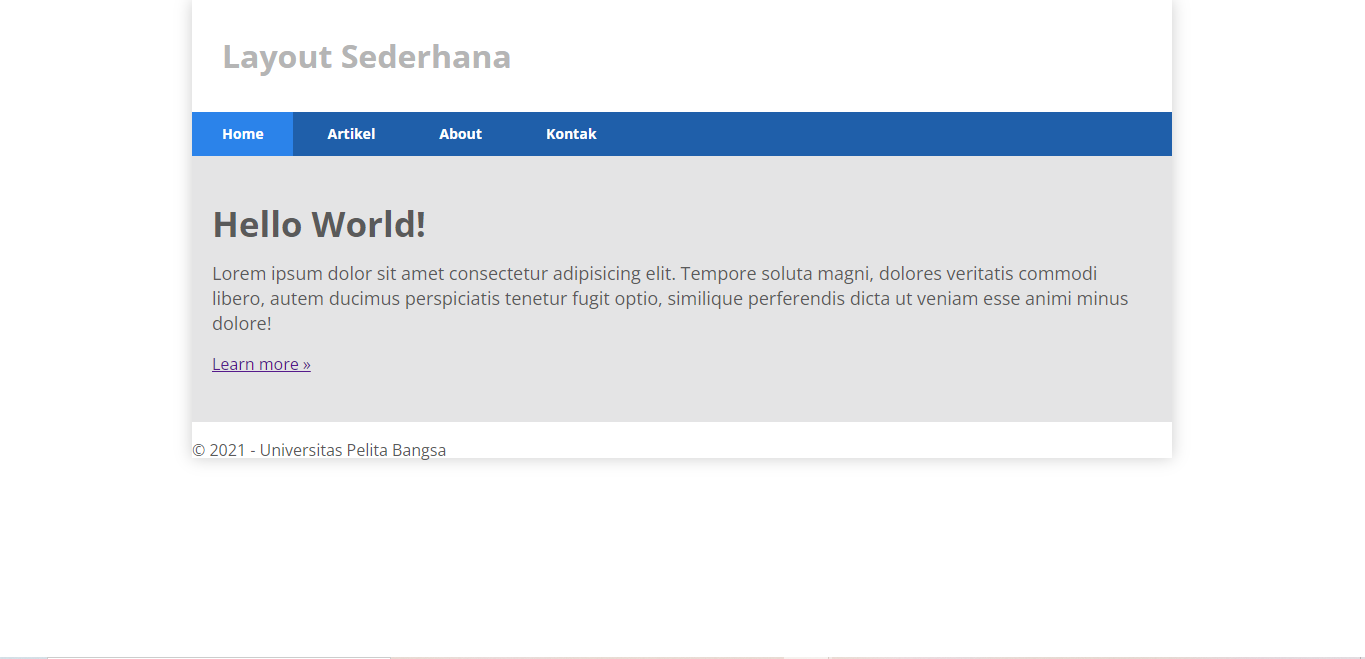 Layout Sederhana
Home Artikel About Kontak
Hello World!
Lorem ipsum dolor sit amet consectetur adipisicing elit. Tempore soluta magni, dolores veritatis commodi
libero, autem ducimus perspiciatis tenetur fugit optio, similique perferendis dicta ut veniam esse animi minus
dolore!
Learn more »
© 2021 - Universitas Pelita Bangsa